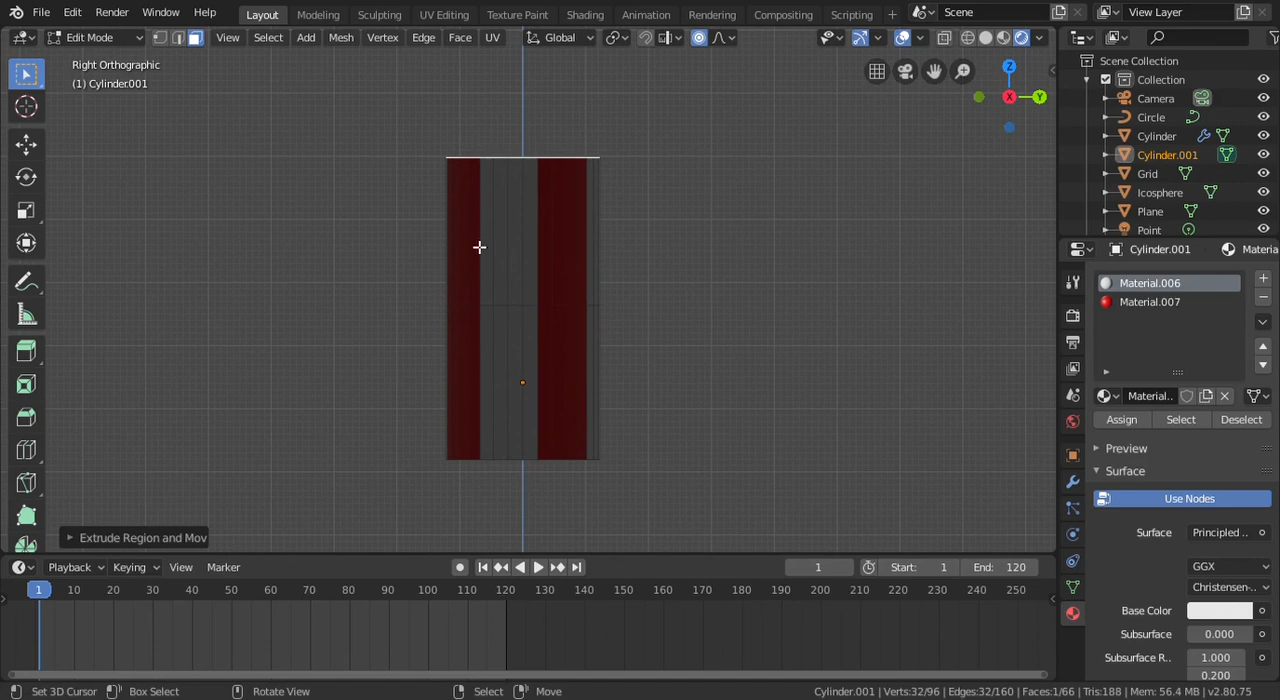 File Edit Render Window Help Layout Modeling Sculpting UV Editing Texture Paint Shading Animation Rendering Compositing Scripting + Scene View Layer
Edit Mode View Select Add Mesh Vertex Edge Face UV Global
Right Orthographic
(1) Cylinder.001
Z
X
Y
Scene Collection
Collection
Camera
Circle
Cylinder
Cylinder.001
Grid
Icosphere
Plane
Point
Cylinder.001 Materia
Material.006
Material.007
Material..
Assign Select Deselect
Preview
Surface
Use Nodes
Surface Principled ..
GGX
Christensen-..
Base Color
Subsurface 0.000
Subsurface R.. 1.000
0.200
Extrude Region and Mov
Playback Keying View Marker 1 Start: 1 End: 120
1 10 20 30 40 50 60 70 80 90 100 110 120 130 140 150 160 170 180 190 200 210 220 230 240 250
Set 3D Cursor Box Select Rotate View Select Move Cylinder.001 | Verts:32/96 | Edges:32/160 | Faces:1/66 | Tris:188 | Mem: 56.4 MB | v2.80.75